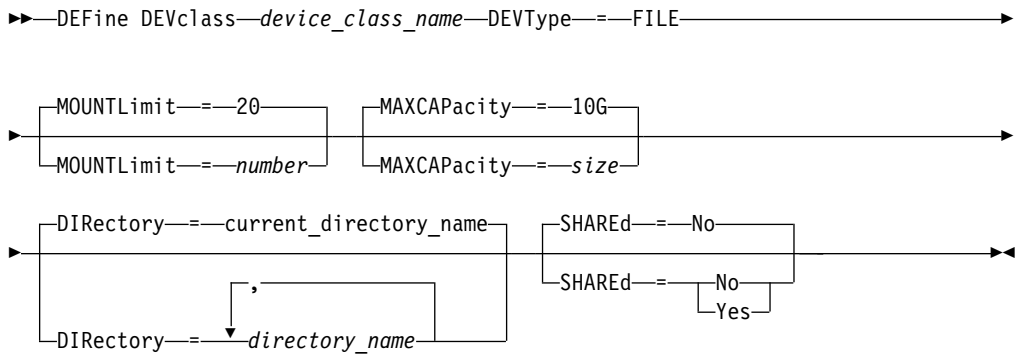 DEFine DEVclass device_class_name DEVType = FILE
MOUNTLimit = 20 MAXCAPacity = 10G
MOUNTLimit = number MAXCAPacity = size
DIRectory = current_directory_name SHAREd = No
SHAREd = No
Yes
,
DIRectory = directory_name